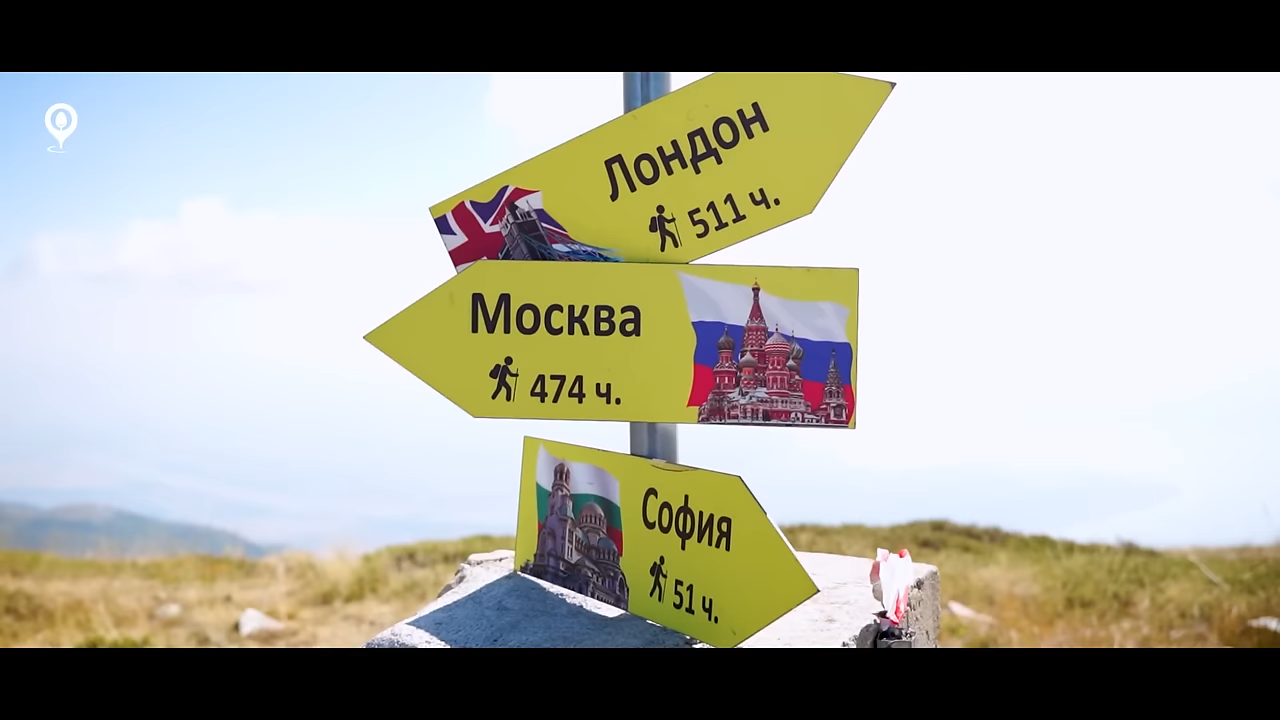 Лондон
511 ч.
Москва
474 ч.
София
51 ч.